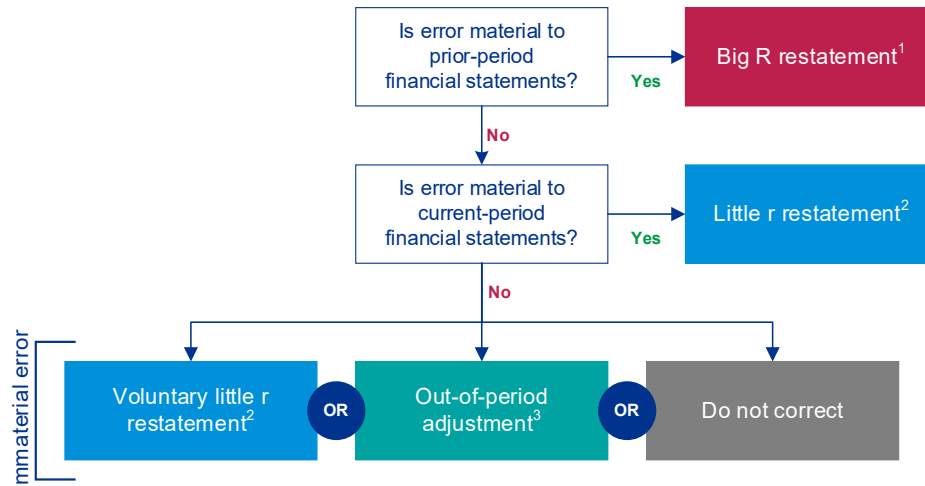 Is error material to
prior-period
financial statements?
Yes
Big R restatement¹
No
Is error material to
current-period
financial statements?
Yes
Little r restatement²
No
mmaterial error
Voluntary little r
restatement²
OR
Out-of-period
adjustment³
OR
Do not correct